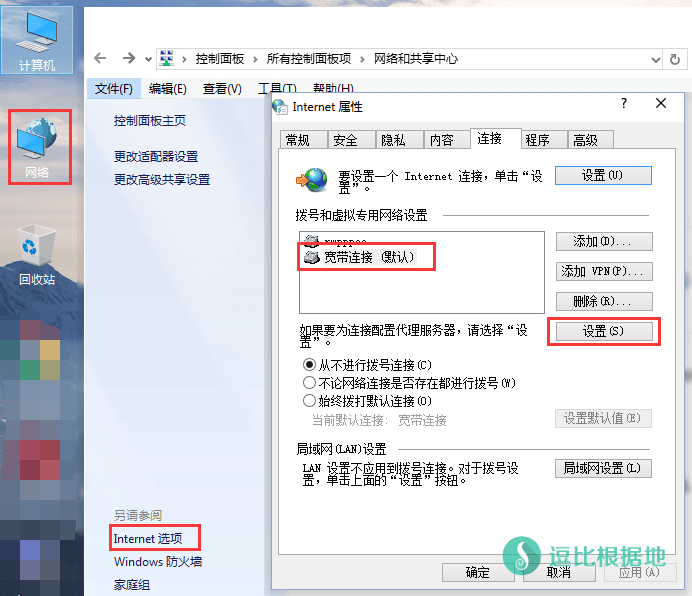 计算机
网络
回收站
控制面板 › 所有控制面板项 › 网络和共享中心
文件(F) 编辑(E) 查看(V) 工具(T) 帮助(H)
控制面板主页
更改适配器设置
更改高级共享设置
另请参阅
Internet 选项
Windows 防火墙
家庭组
Internet 属性
常规 安全 隐私 内容 连接 程序 高级
要设置一个 Internet 连接，单击“设
置”。
设置(U)
拨号和虚拟专用网络设置
宽带连接 (默认)
添加(D)...
添加 VPN(P)...
删除(R)...
如果要为连接配置代理服务器，请选择“设
置”。
设置(S)
从不进行拨号连接(C)
不论网络连接是否存在都进行拨号(W)
始终拨打默认连接(O)
当前默认连接: 宽带连接
设置默认值(E)
局域网(LAN)设置
LAN 设置不应用到拨号连接。对于拨号设
置，单击上面的“设置”按钮。
局域网设置(L)
确定 取消 应用(A)
逗比根据地